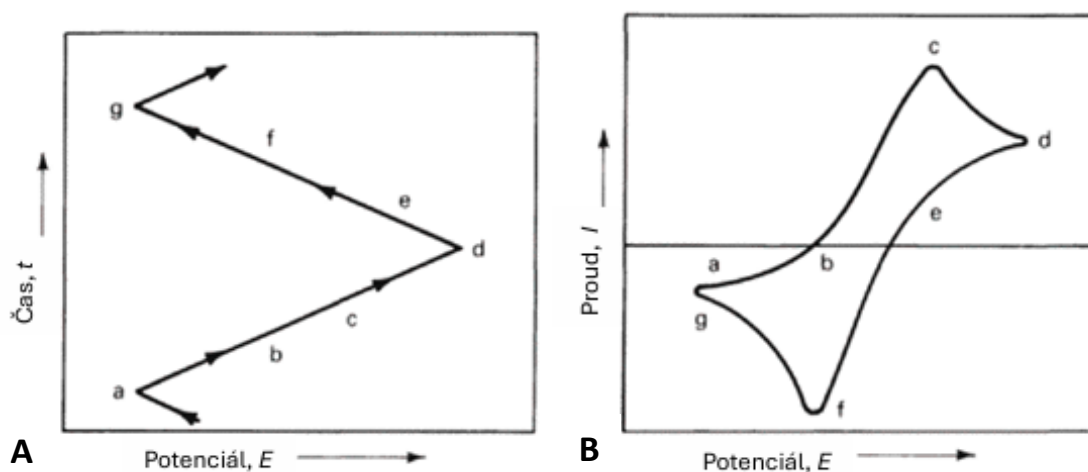 A
Čas, t
Potenciál, E
g
f
e
d
c
b
a
B
Proud, I
Potenciál, E
c
d
e
a
b
g
f